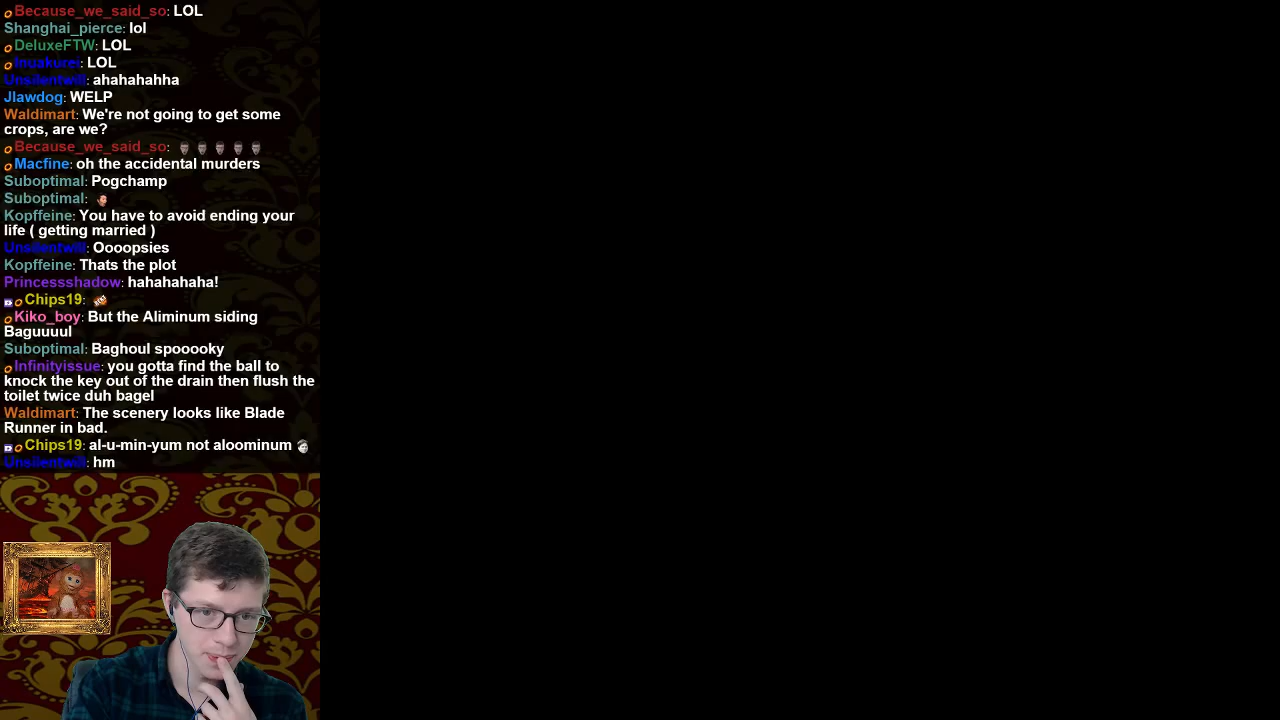 Because_we_said_so: LOL
Shanghai_pierce: lol
DeluxeFTW: LOL
Inuakurei: LOL
Unsilentwill: ahahahahha
Jlawdog: WELP
Waldimart: We're not going to get some
crops, are we?
Because_we_said_so:
Macfine: oh the accidental murders
Suboptimal: Pogchamp
Suboptimal:
Kopffeine: You have to avoid ending your
life ( getting married )
Unsilentwill: Oooopsies
Kopffeine: Thats the plot
Princessshadow: hahahahaha!
Chips19:
Kiko_boy: But the Aliminum siding
Baguuuul
Suboptimal: Baghoul spooooky
Infinityissue: you gotta find the ball to
knock the key out of the drain then flush the
toilet twice duh bagel
Waldimart: The scenery looks like Blade
Runner in bad.
Chips19: al-u-min-yum not aloominum
Unsilentwill: hm